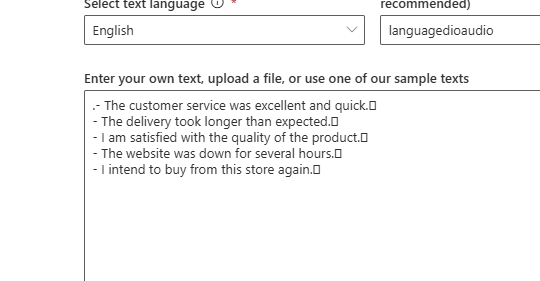 Select text language ⓘ *
recommended)
English
languagedioaudio
Enter your own text, upload a file, or use one of our sample texts
.- The customer service was excellent and quick.▯
- The delivery took longer than expected.▯
- I am satisfied with the quality of the product.▯
- The website was down for several hours.▯
- I intend to buy from this store again.▯